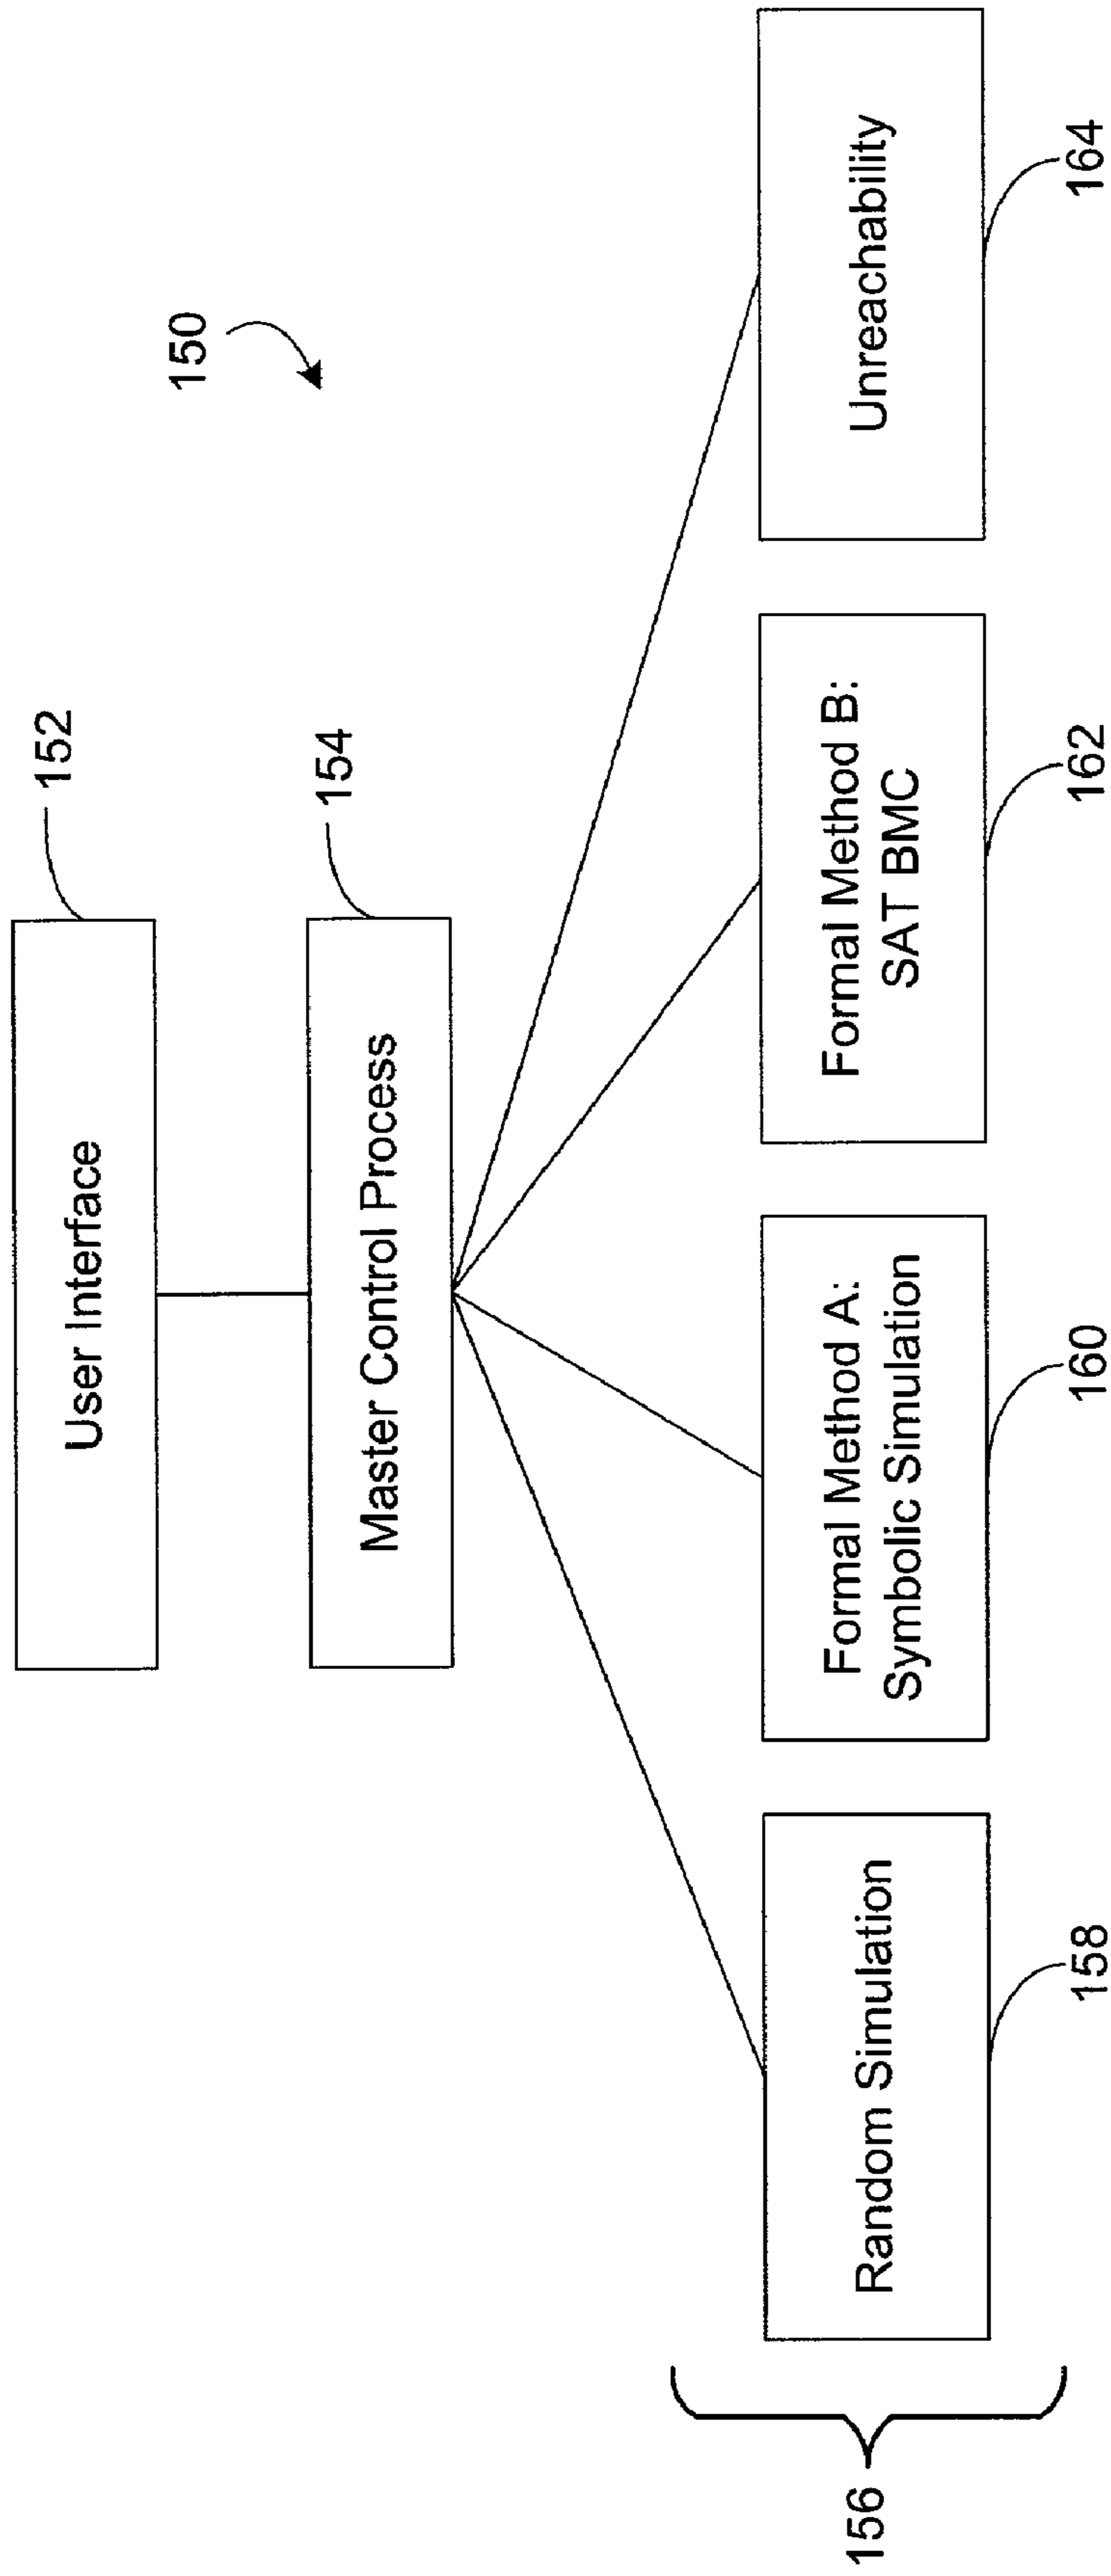 150
User Interface
152
Master Control Process
154
156
Random Simulation
158
Formal Method A:
Symbolic Simulation
160
Formal Method B:
SAT BMC
162
Unreachability
164